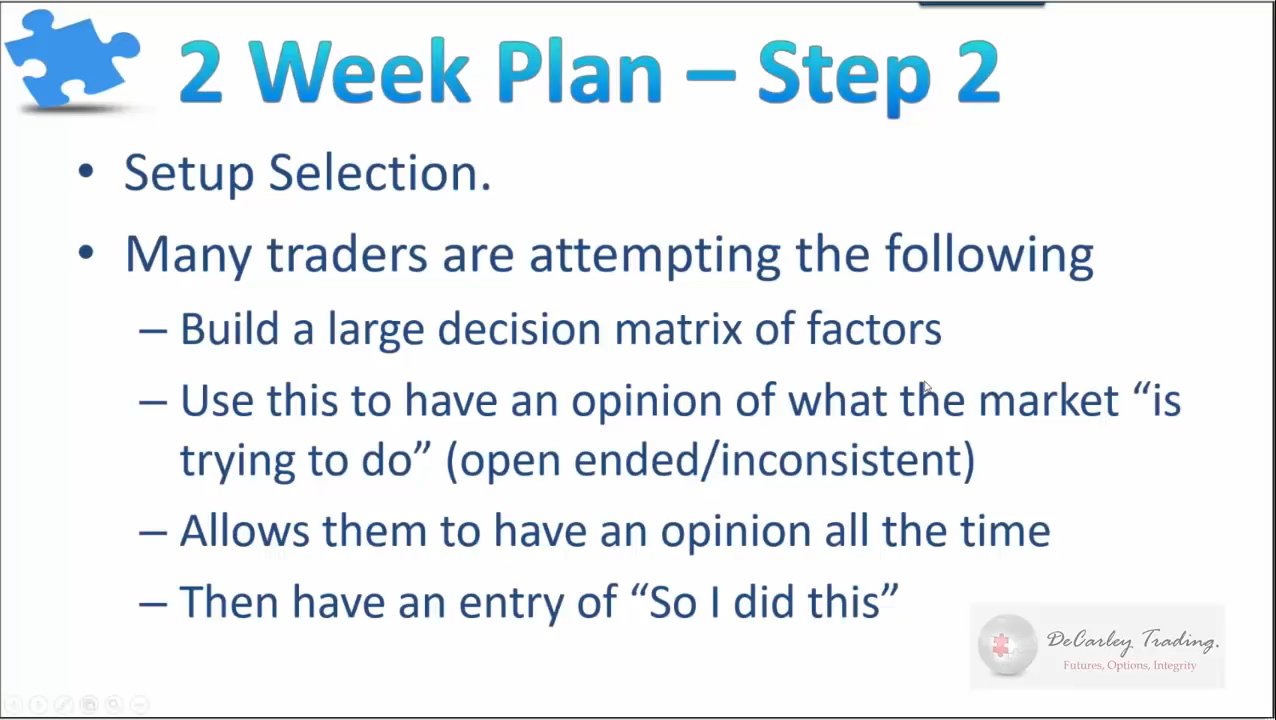 2 Week Plan – Step 2
• Setup Selection.
• Many traders are attempting the following
– Build a large decision matrix of factors
– Use this to have an opinion of what the market “is
trying to do” (open ended/inconsistent)
– Allows them to have an opinion all the time
– Then have an entry of “So I did this”
DeCarley Trading.
Futures, Options, Integrity